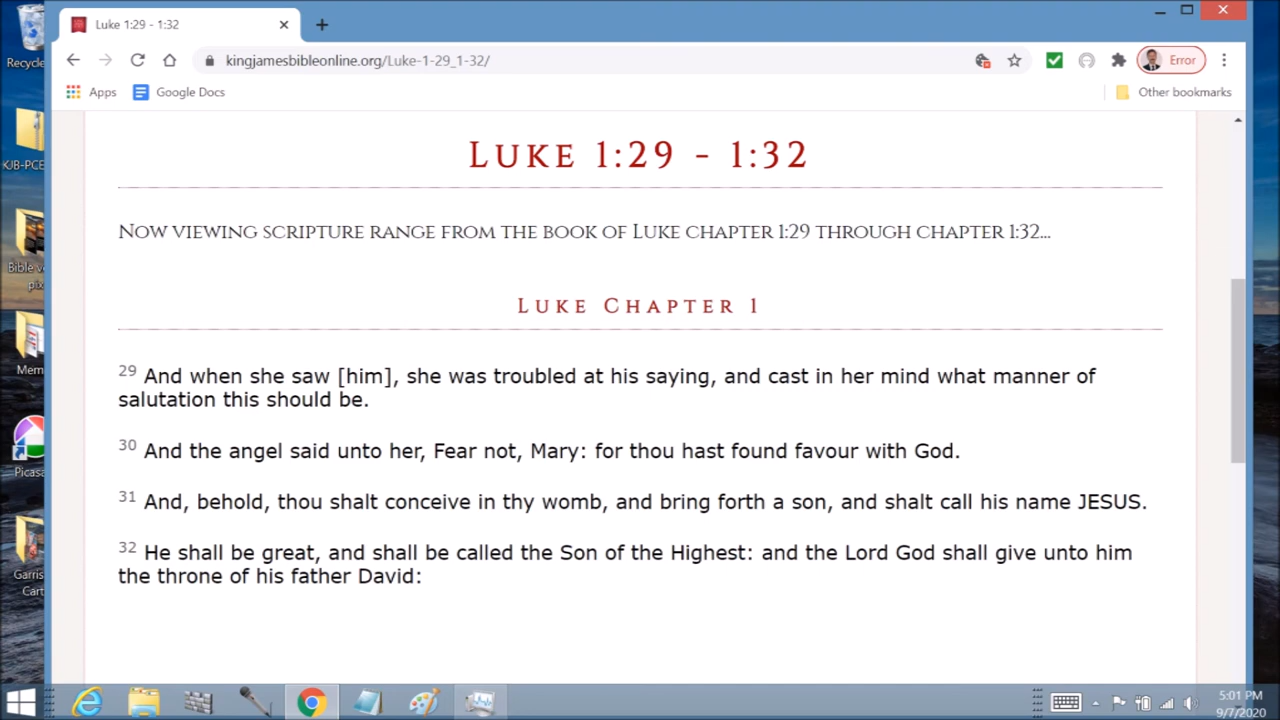 Luke 1:29 - 1:32
kingjamesbibleonline.org/Luke-1-29_1-32/
Error
Apps
Google Docs
Other bookmarks
Recycle
KJB-PCE
Bible v
pix
Mem
Picasa
Garris
Cart
LUKE 1:29 - 1:32
NOW VIEWING SCRIPTURE RANGE FROM THE BOOK OF LUKE CHAPTER 1:29 THROUGH CHAPTER 1:32...
LUKE CHAPTER 1
29 And when she saw [him], she was troubled at his saying, and cast in her mind what manner of
salutation this should be.
30 And the angel said unto her, Fear not, Mary: for thou hast found favour with God.
31 And, behold, thou shalt conceive in thy womb, and bring forth a son, and shalt call his name JESUS.
32 He shall be great, and shall be called the Son of the Highest: and the Lord God shall give unto him
the throne of his father David:
5:01 PM
9/7/2020